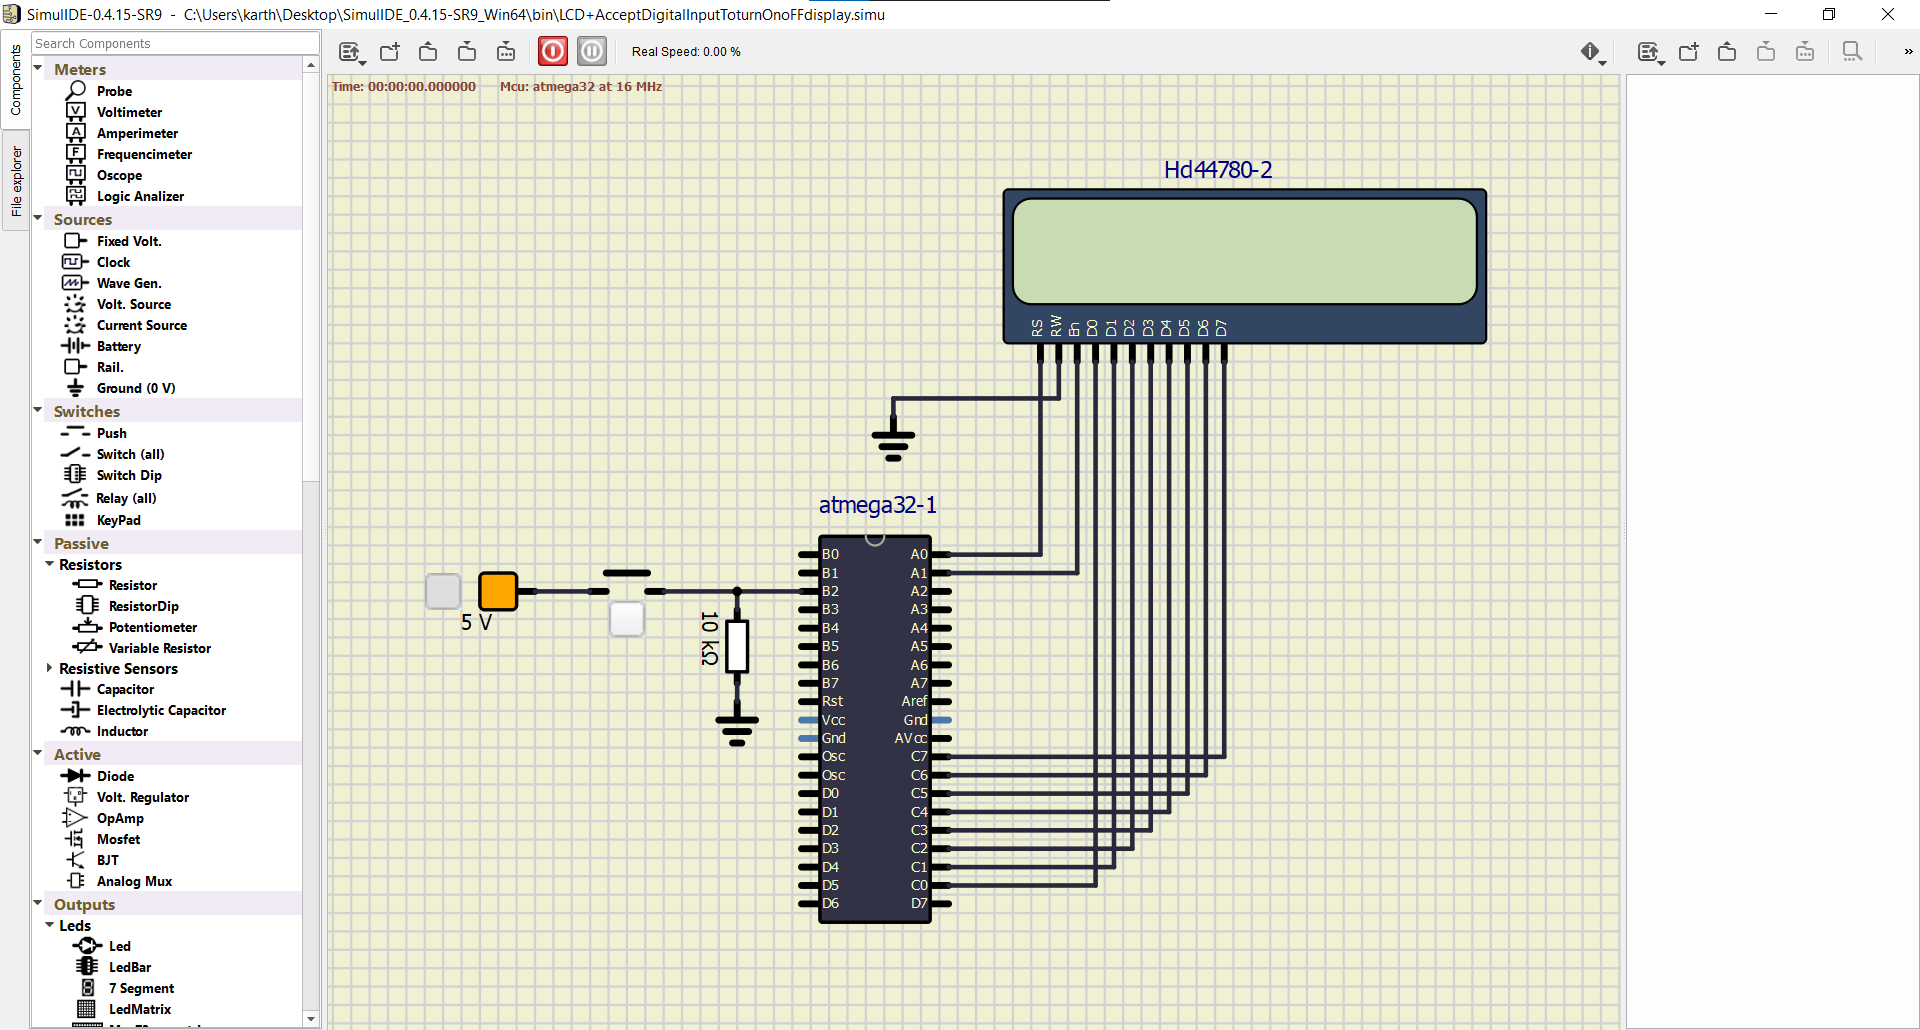 SimulIDE-0.4.15-SR9 - C:\Users\karth\Desktop\SimulIDE_0.4.15-SR9_Win64\bin\LCD+AcceptDigitalInputToturnOnoFFdisplay.simu
Components
File explorer
Search Components
Meters
Probe
Voltimeter
Amperimeter
Frequencimeter
Oscope
Logic Analizer
Sources
Fixed Volt.
Clock
Wave Gen.
Volt. Source
Current Source
Battery
Rail.
Ground (0 V)
Switches
Push
Switch (all)
Switch Dip
Relay (all)
KeyPad
Passive
Resistors
Resistor
ResistorDip
Potentiometer
Variable Resistor
Resistive Sensors
Capacitor
Electrolytic Capacitor
Inductor
Active
Diode
Volt. Regulator
OpAmp
Mosfet
BJT
Analog Mux
Outputs
Leds
Led
LedBar
7 Segment
LedMatrix
Real Speed: 0.00 %
»
Time: 00:00:00.000000 Mcu: atmega32 at 16 MHz
Hd44780-2
RS RW En D0 D1 D2 D3 D4 D5 D6 D7
atmega32-1
B0 A0
B1 A1
B2 A2
B3 A3
B4 A4
B5 A5
B6 A6
B7 A7
Rst Aref
Vcc Gnd
Gnd AVcc
Osc C7
Osc C6
D0 C5
D1 C4
D2 C3
D3 C2
D4 C1
D5 C0
D6 D7
5 V
10 kΩ
V
A
F